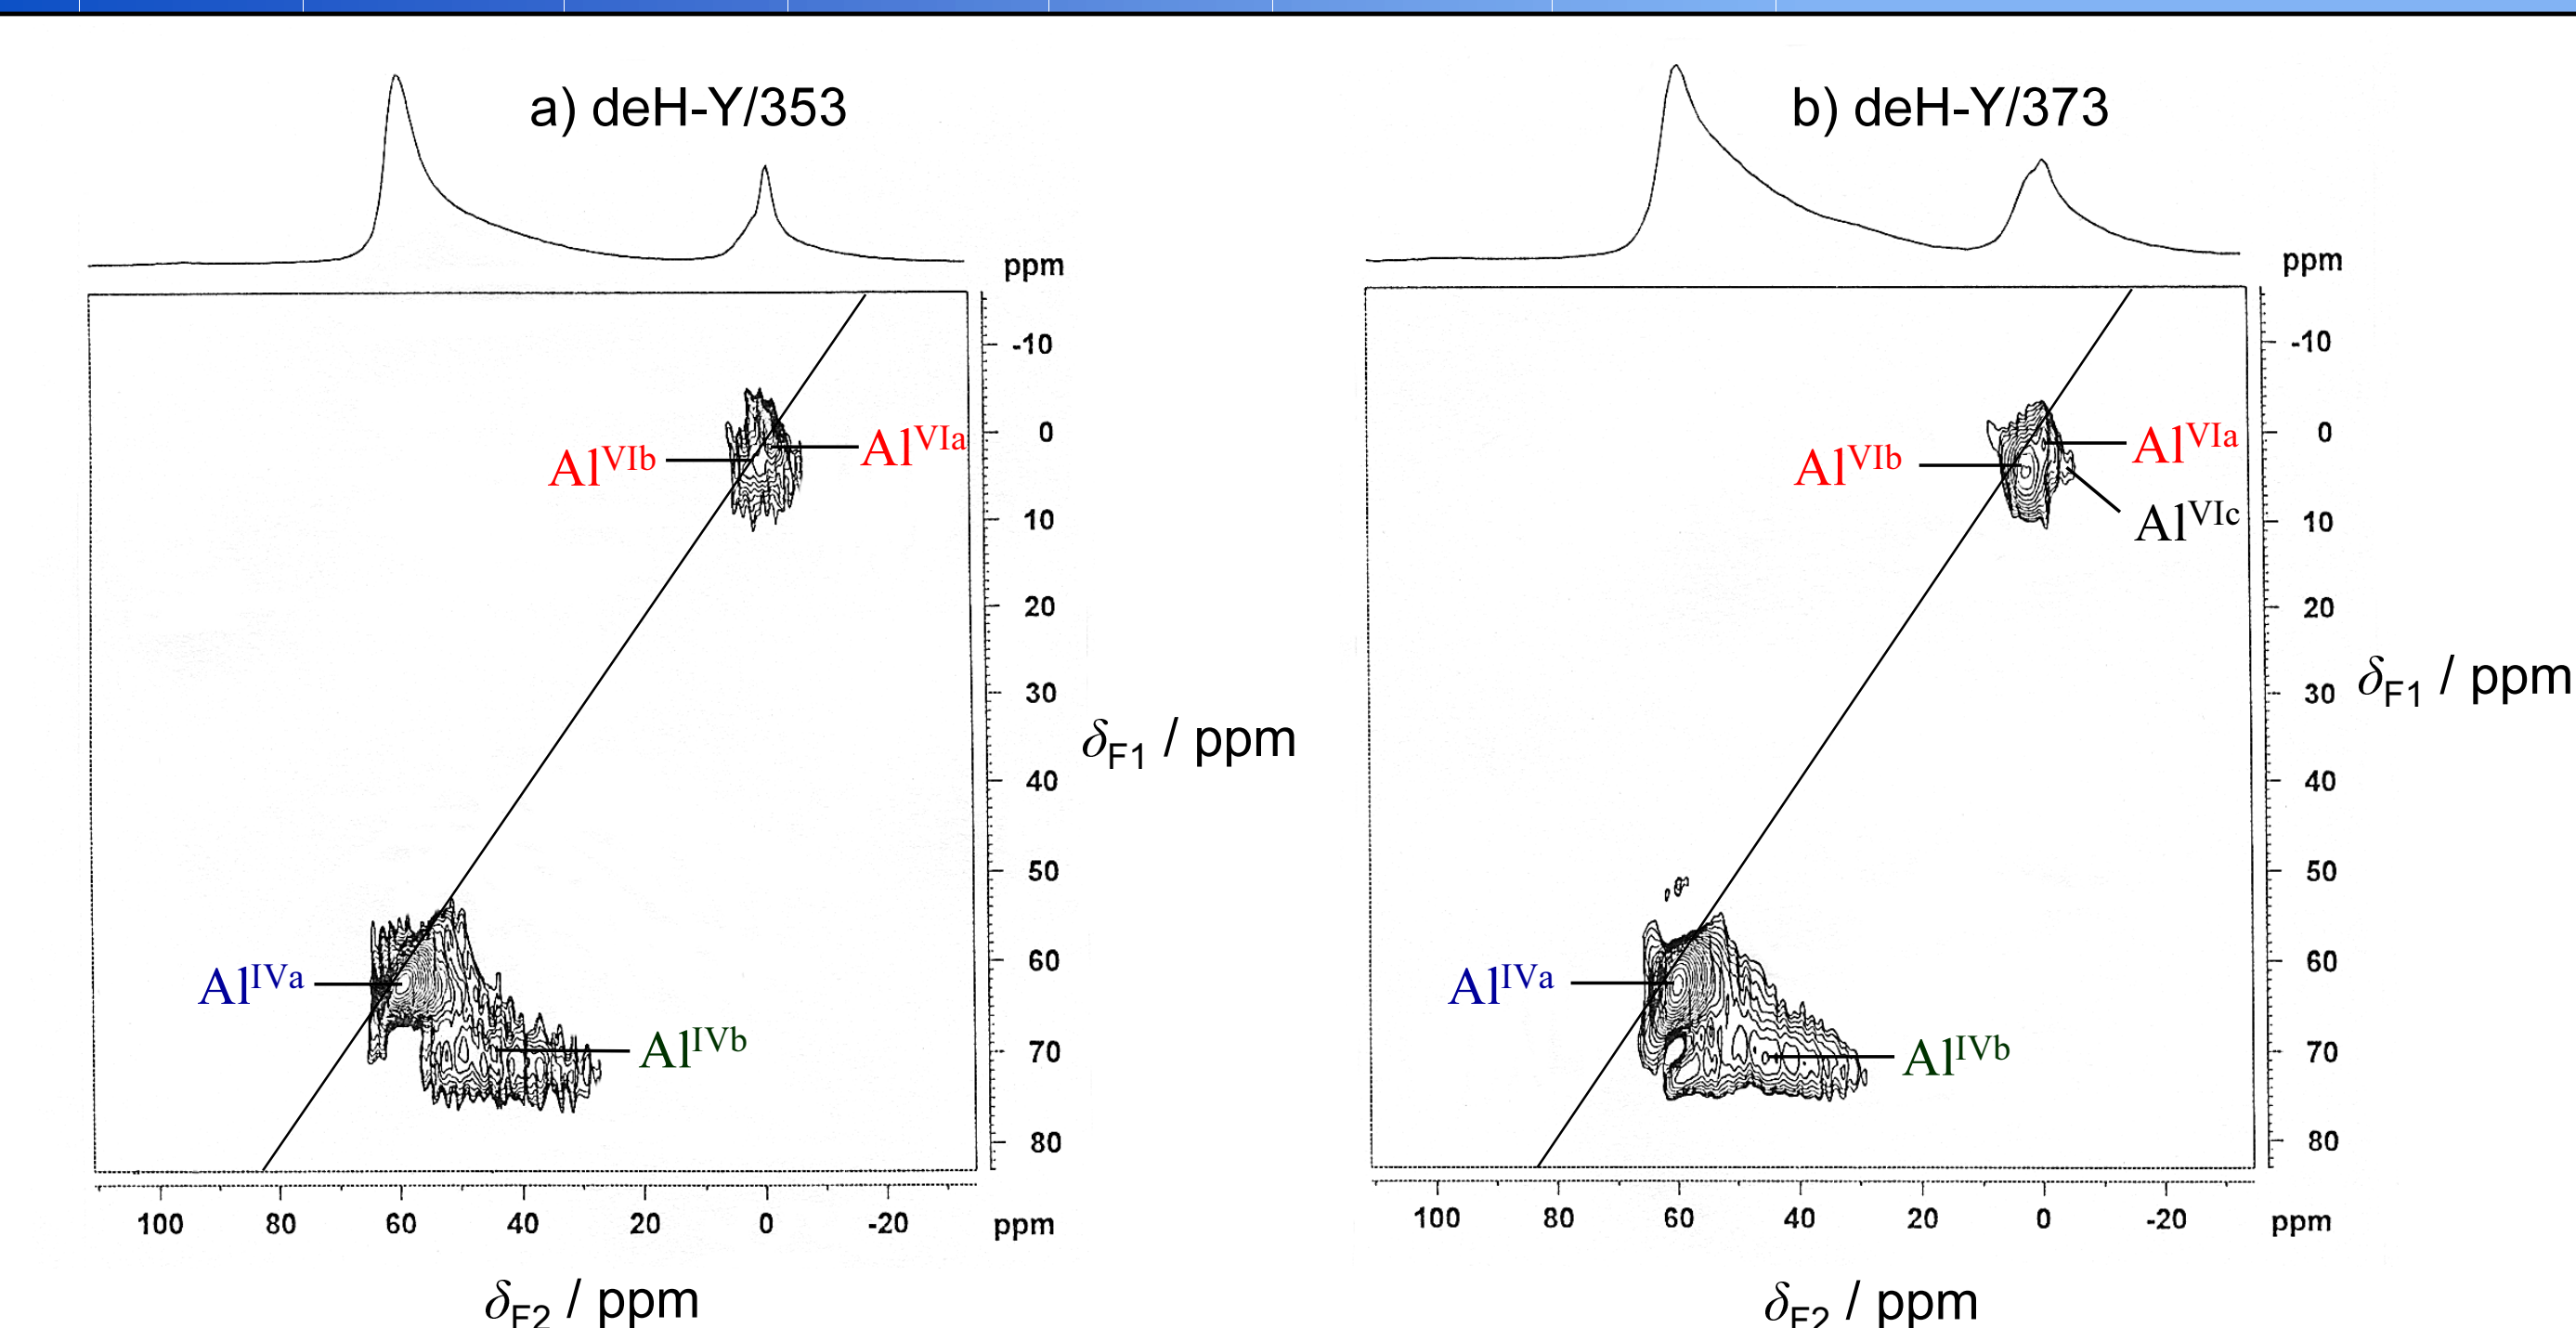 a) deH-Y/353
ppm
-10
0
10
20
30
40
50
60
70
80
δF1 / ppm
AlVIb
AlVIa
AlIVa
AlIVb
100 80 60 40 20 0 -20 ppm
δF2 / ppm
b) deH-Y/373
ppm
-10
0
10
20
30
40
50
60
70
80
δF1 / ppm
AlVIb
AlVIa
AlVIc
AlIVa
AlIVb
100 80 60 40 20 0 -20 ppm
δF2 / ppm